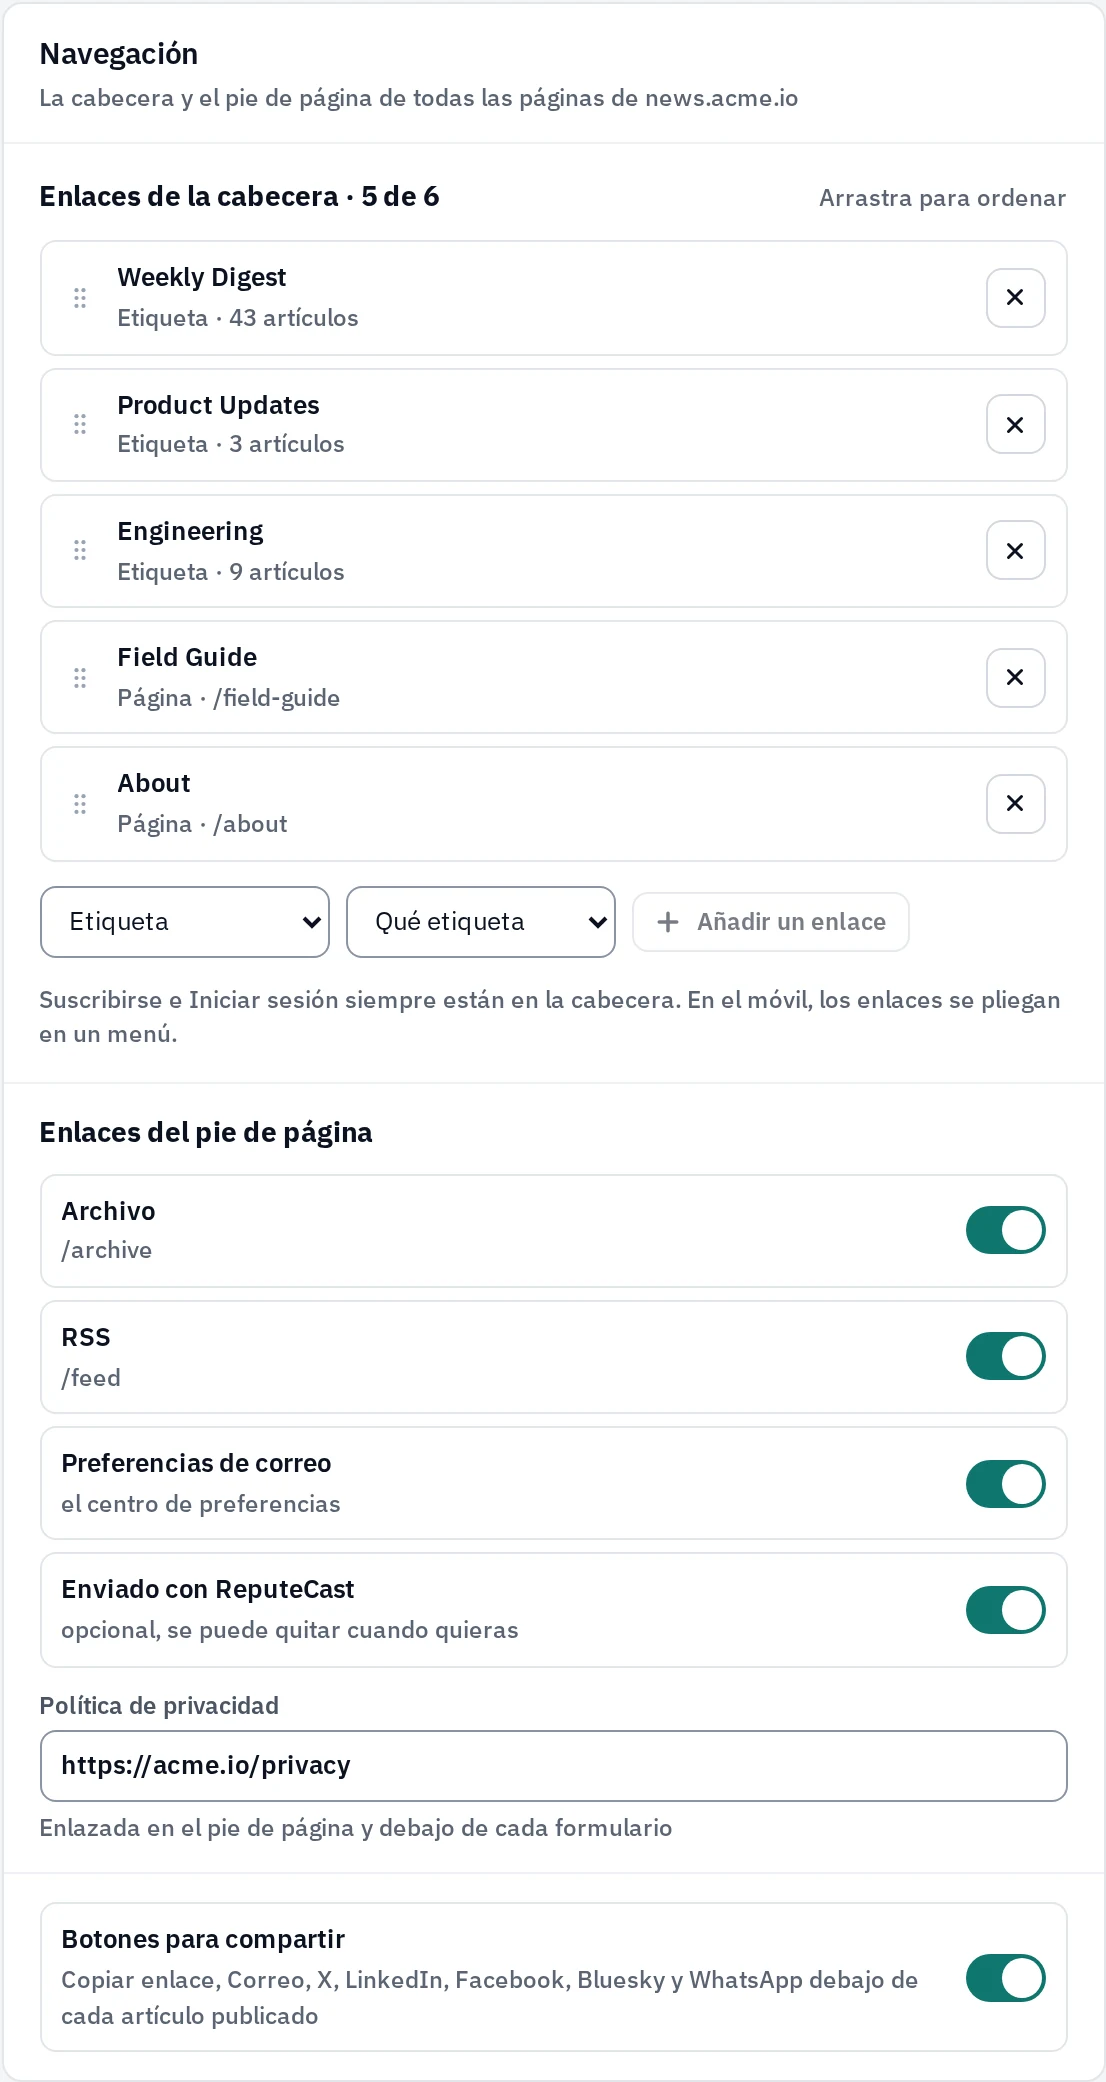 Navegación
La cabecera y el pie de página de todas las páginas de news.acme.io
Enlaces de la cabecera · 5 de 6
Arrastra para ordenar
Weekly Digest
Etiqueta · 43 artículos
Product Updates
Etiqueta · 3 artículos
Engineering
Etiqueta · 9 artículos
Field Guide
Página · /field-guide
About
Página · /about
Etiqueta
Qué etiqueta
Añadir un enlace
Suscribirse e Iniciar sesión siempre están en la cabecera. En el móvil, los enlaces se pliegan
en un menú.
Enlaces del pie de página
Archivo
/archive
RSS
/feed
Preferencias de correo
el centro de preferencias
Enviado con ReputeCast
opcional, se puede quitar cuando quieras
Política de privacidad
https://acme.io/privacy
Enlazada en el pie de página y debajo de cada formulario
Botones para compartir
Copiar enlace, Correo, X, LinkedIn, Facebook, Bluesky y WhatsApp debajo de
cada artículo publicado